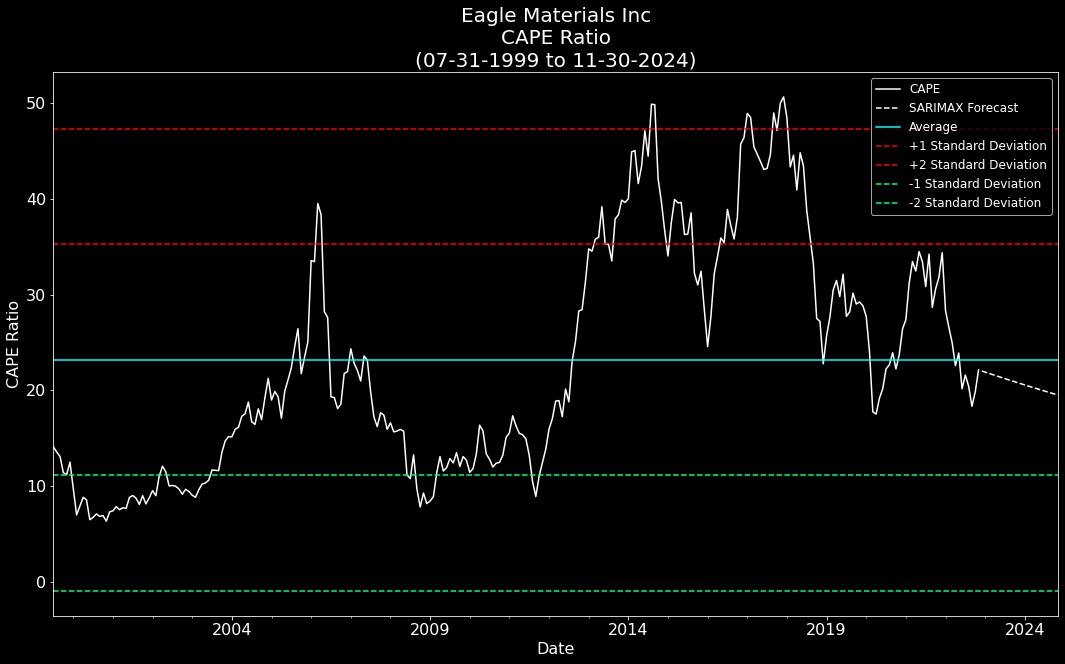 Eagle Materials Inc
CAPE Ratio
(07-31-1999 to 11-30-2024)
CAPE
SARIMAX Forecast
Average
+1 Standard Deviation
+2 Standard Deviation
-1 Standard Deviation
-2 Standard Deviation
50
40
30
20
10
0
CAPE Ratio
2004
2009
2014
2019
2024
Date